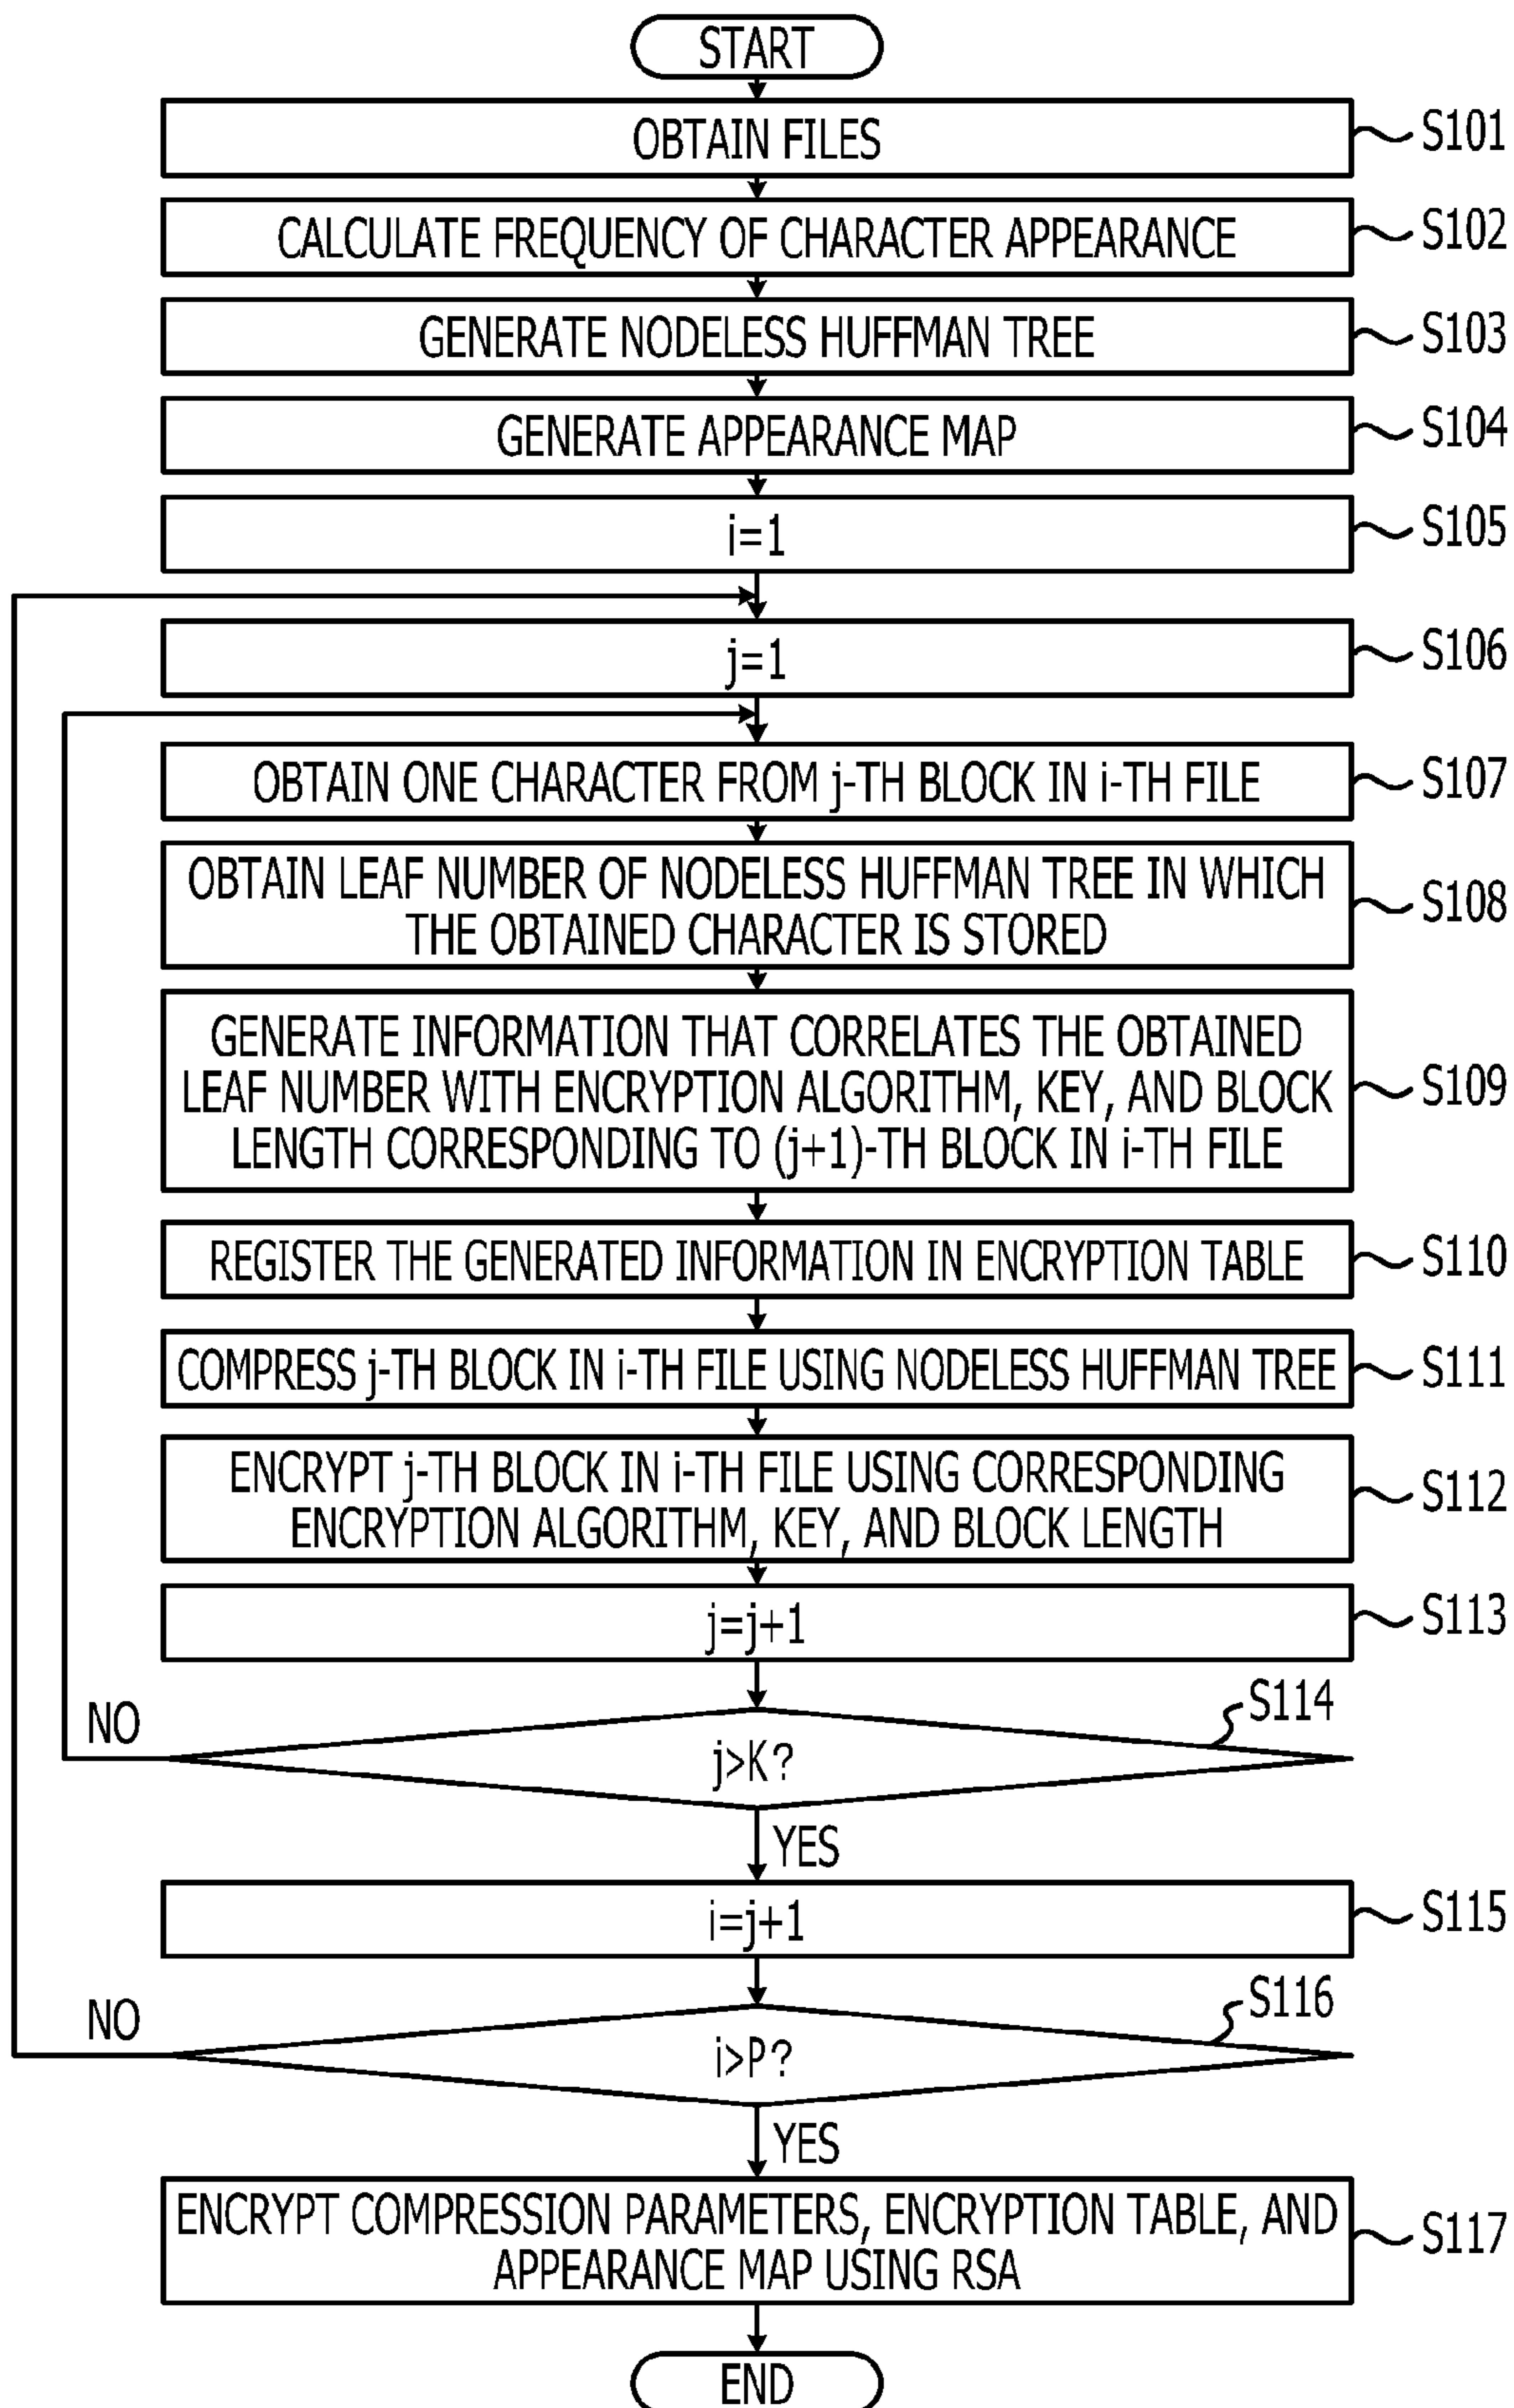 START
OBTAIN FILES
S101
CALCULATE FREQUENCY OF CHARACTER APPEARANCE
S102
GENERATE NODELESS HUFFMAN TREE
S103
GENERATE APPEARANCE MAP
S104
i=1
S105
j=1
S106
OBTAIN ONE CHARACTER FROM j-TH BLOCK IN i-TH FILE
S107
OBTAIN LEAF NUMBER OF NODELESS HUFFMAN TREE IN WHICH
THE OBTAINED CHARACTER IS STORED
S108
GENERATE INFORMATION THAT CORRELATES THE OBTAINED
LEAF NUMBER WITH ENCRYPTION ALGORITHM, KEY, AND BLOCK
LENGTH CORRESPONDING TO (j+1)-TH BLOCK IN i-TH FILE
S109
REGISTER THE GENERATED INFORMATION IN ENCRYPTION TABLE
S110
COMPRESS j-TH BLOCK IN i-TH FILE USING NODELESS HUFFMAN TREE
S111
ENCRYPT j-TH BLOCK IN i-TH FILE USING CORRESPONDING
ENCRYPTION ALGORITHM, KEY, AND BLOCK LENGTH
S112
j=j+1
S113
S114
NO
j>K?
YES
i=j+1
S115
S116
NO
i>P?
YES
ENCRYPT COMPRESSION PARAMETERS, ENCRYPTION TABLE, AND
APPEARANCE MAP USING RSA
S117
END